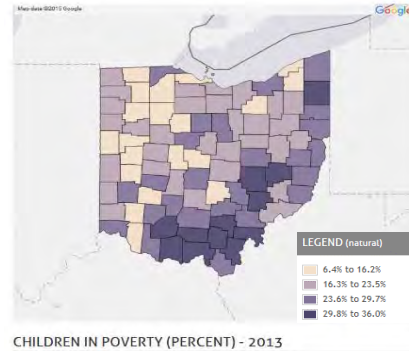 Map data ©2015 Google
Google
LEGEND (natural)
6.4% to 16.2%
16.3% to 23.5%
23.6% to 29.7%
29.8% to 36.0%
CHILDREN IN POVERTY (PERCENT) - 2013